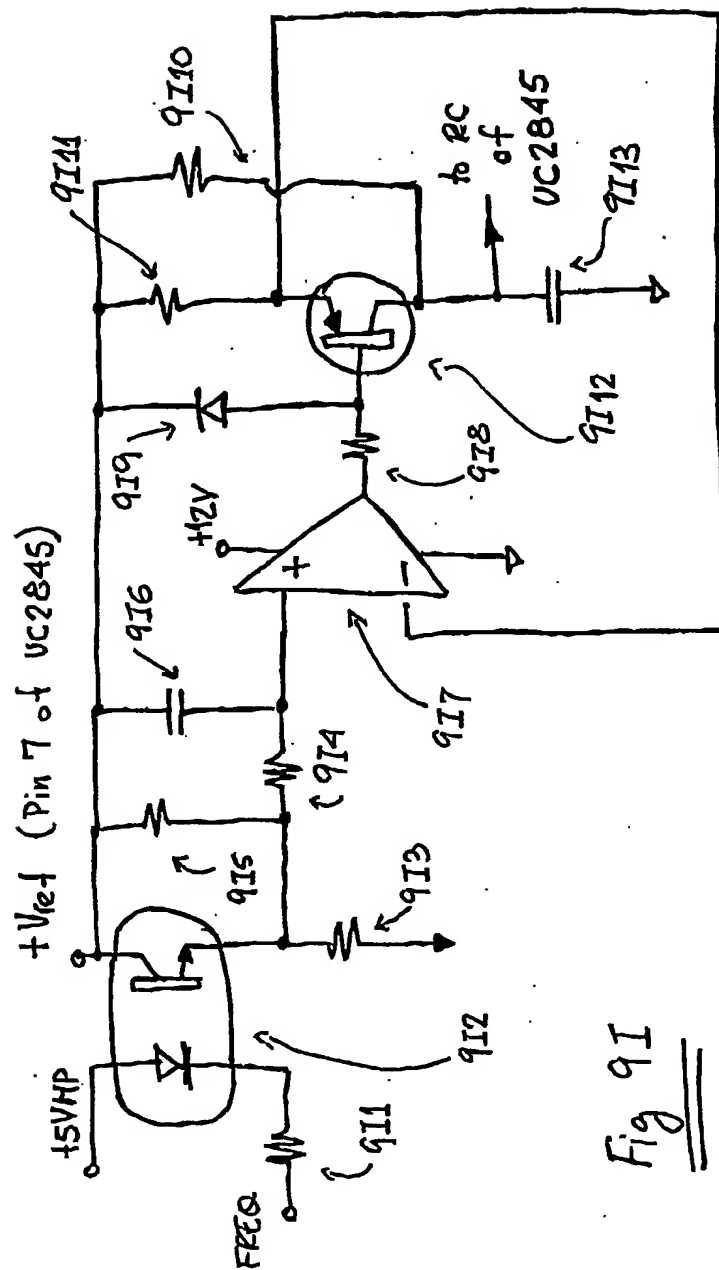 +Vref (Pin 7 of UC2845)
+5VHP
FREQ
9I1
9I2
9I3
9I4
9I5
9I6
9I7
+12V
+
-
9I8
9I9
9I11
9I10
9I12
to RC
of
UC2845
9I13
Fig 9I